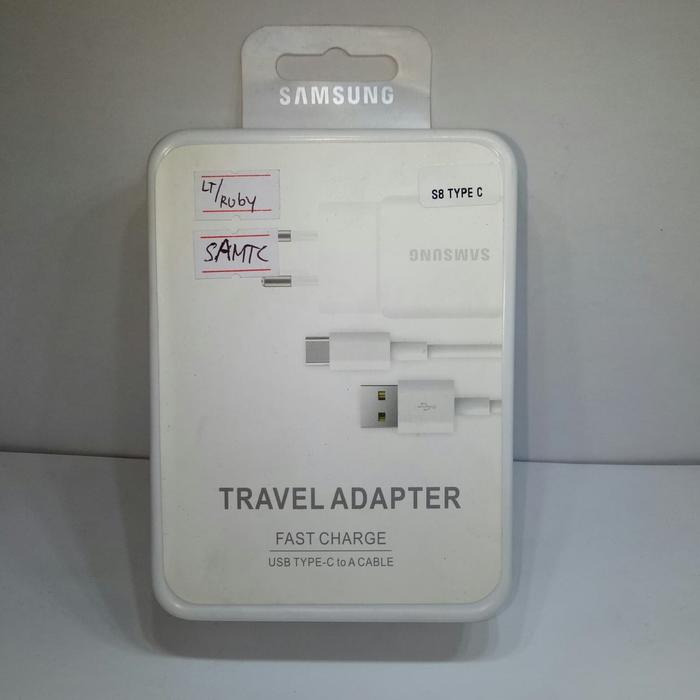 SAMSUNG
LT/
Ruby
S8 TYPE C
SAMTC
SAMSUNG
TRAVEL ADAPTER
FAST CHARGE
USB TYPE-C to A CABLE